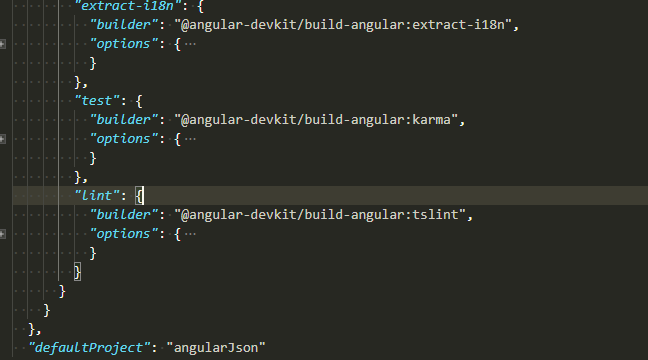 "extract-i18n": {
"builder": "@angular-devkit/build-angular:extract-i18n",
"options": {···
}
},
"test": {
"builder": "@angular-devkit/build-angular:karma",
"options": {···
}
},
"lint": {
"builder": "@angular-devkit/build-angular:tslint",
"options": {···
}
}
}
}
},
"defaultProject": "angularJson"